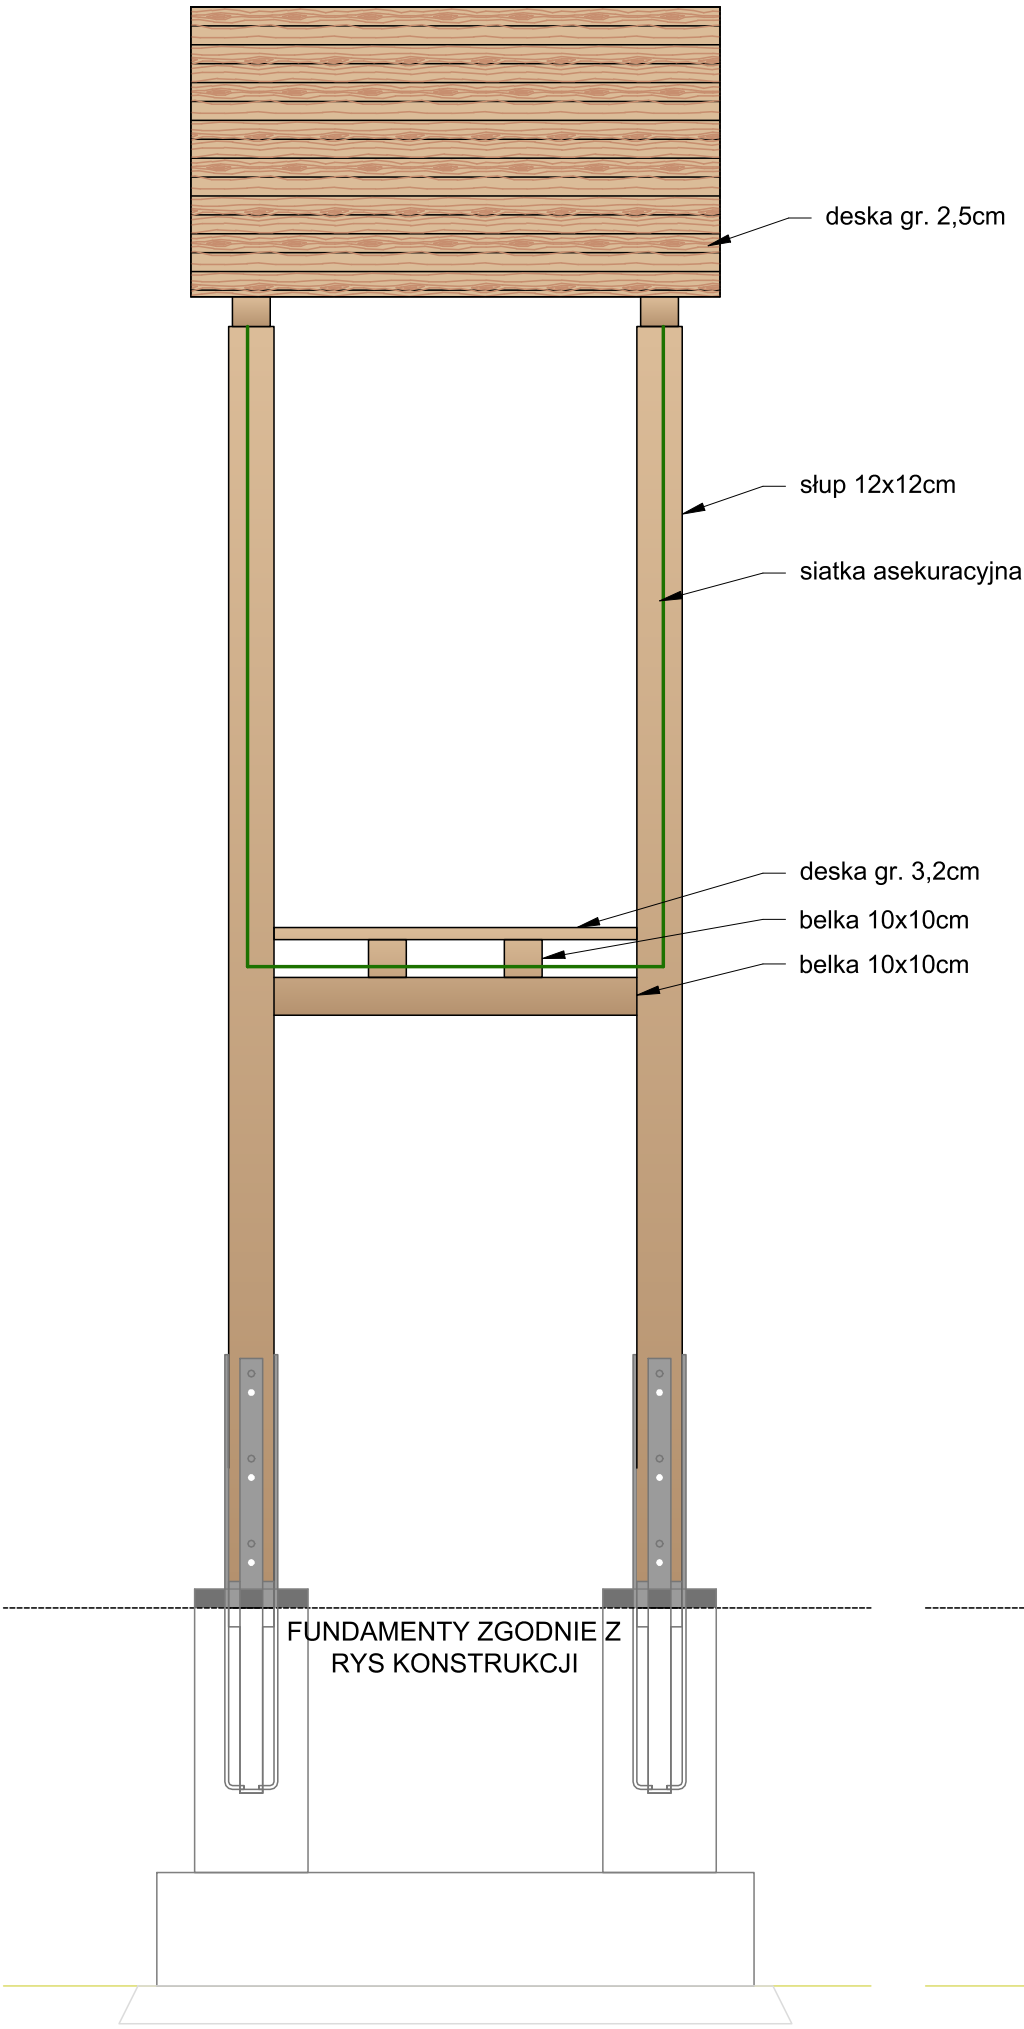 deska gr. 2,5cm
słup 12x12cm
siatka asekuracyjna
deska gr. 3,2cm
belka 10x10cm
belka 10x10cm
FUNDAMENTY ZGODNIE Z
RYS KONSTRUKCJI